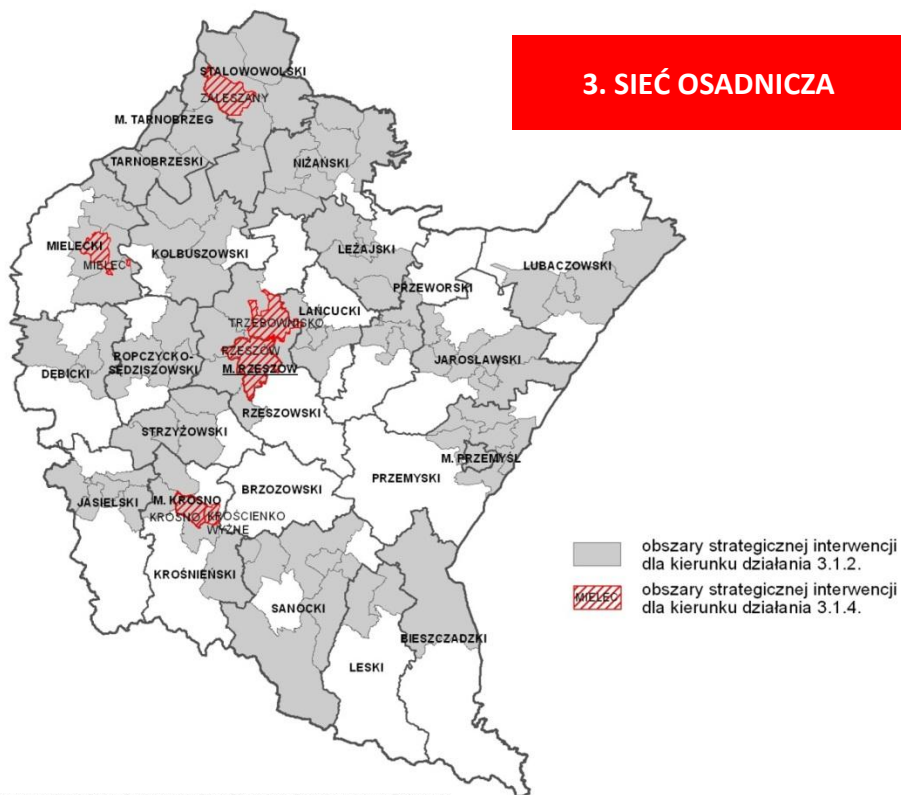 3. SIEĆ OSADNICZA
STALOWOWOLSKI
ZALESZANY
M. TARNOBRZEG
TARNOBRZESKI
NIŻAŃSKI
MIELECKI
MIELEC
KOLBUSZOWSKI
LEŻAJSKI
LUBACZOWSKI
PRZEWORSKI
ŁAŃCUCKI
TRZEBOWNISKO
RZESZÓW
M. RZESZÓW
JAROSŁAWSKI
ROPCZYCKO-
SĘDZISZOWSKI
DĘBICKI
RZESZOWSKI
STRZYŻOWSKI
M. PRZEMYŚL
PRZEMYSKI
BRZOZOWSKI
JASIELSKI
M. KROSNO
KROSNO
KROŚCIENKO
WYŻNE
KROŚNIEŃSKI
SANOCKI
BIESZCZADZKI
LESKI
obszary strategicznej interwencji
dla kierunku działania 3.1.2.
MIELEC
obszary strategicznej interwencji
dla kierunku działania 3.1.4.